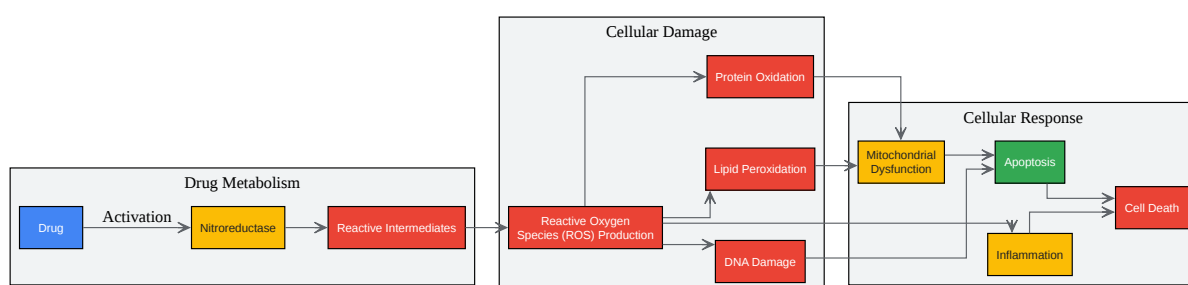 Cellular Damage
Protein Oxidation
Cellular Response
Mitochondrial
Dysfunction
Apoptosis
Lipid Peroxidation
Drug Metabolism
Activation
Drug
Nitroreductase
Reactive Intermediates
Reactive Oxygen
Species (ROS) Production
Cell Death
DNA Damage
Inflammation